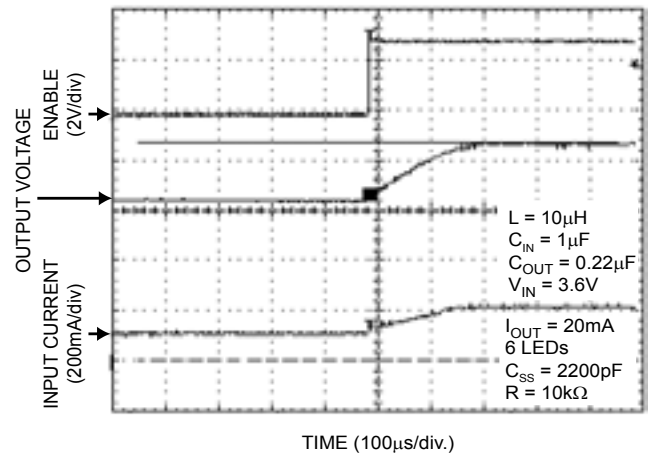 ENABLE
(2V/div)
OUTPUT VOLTAGE
INPUT CURRENT
(200mA/div)
L = 10μH
C_IN = 1μF
C_OUT = 0.22μF
V_IN = 3.6V
I_OUT = 20mA
6 LEDs
C_SS = 2200pF
R = 10kΩ
TIME (100μs/div.)